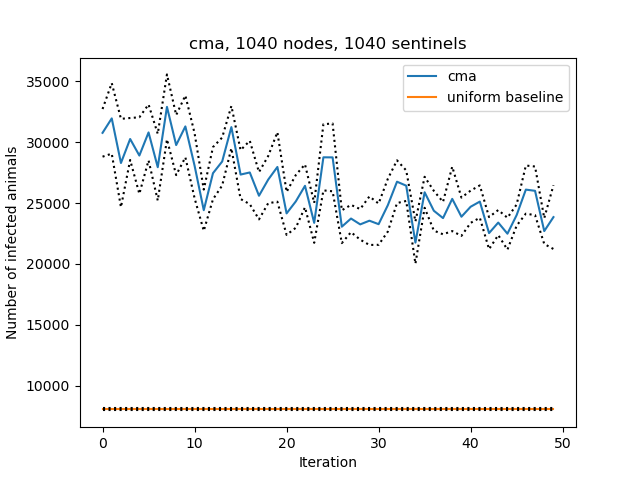 cma, 1040 nodes, 1040 sentinels
cma
uniform baseline
Number of infected animals
35000
30000
25000
20000
15000
10000
0 10 20 30 40 50
Iteration